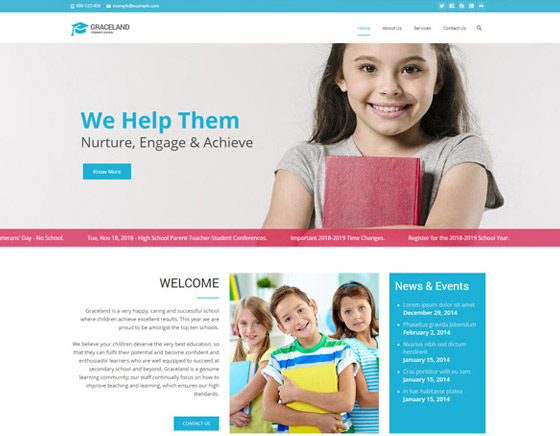 800-123-456 example@example.com
GRACELAND
PRIMARY SCHOOL
Home About Us Services Contact Us
We Help Them
Nurture, Engage & Achieve
Know More
eterans' Day - No School. Tue, Nov 18, 2018 - High School Parent-Teacher-Student Conferences. Important 2018-2019 Time Changes. Register for the 2018-2019 School Year.
WELCOME
Graceland is a very happy, caring and successful school
where children achieve excellent results. This year we are
proud to be amongst the top ten schools.
We believe your children deserve the very best education, so
that they can fulfil their potential and become confident and
enthusiastic learners who are well equipped to succeed at
secondary school and beyond. Graceland is a genuine
learning community: our staff continually focus on how to
improve teaching and learning, which ensures our high
standards.
CONTACT US
News & Events
Lorem ipsum dolor sit amet
December 29, 2014
Phasellus gravida bibendum
February 2, 2014
Nvarius nibh sed dictum
hendrerit
January 15, 2014
Cras porttitor velit eu sem
January 15, 2014
In hac habitasse platea
January 15, 2014